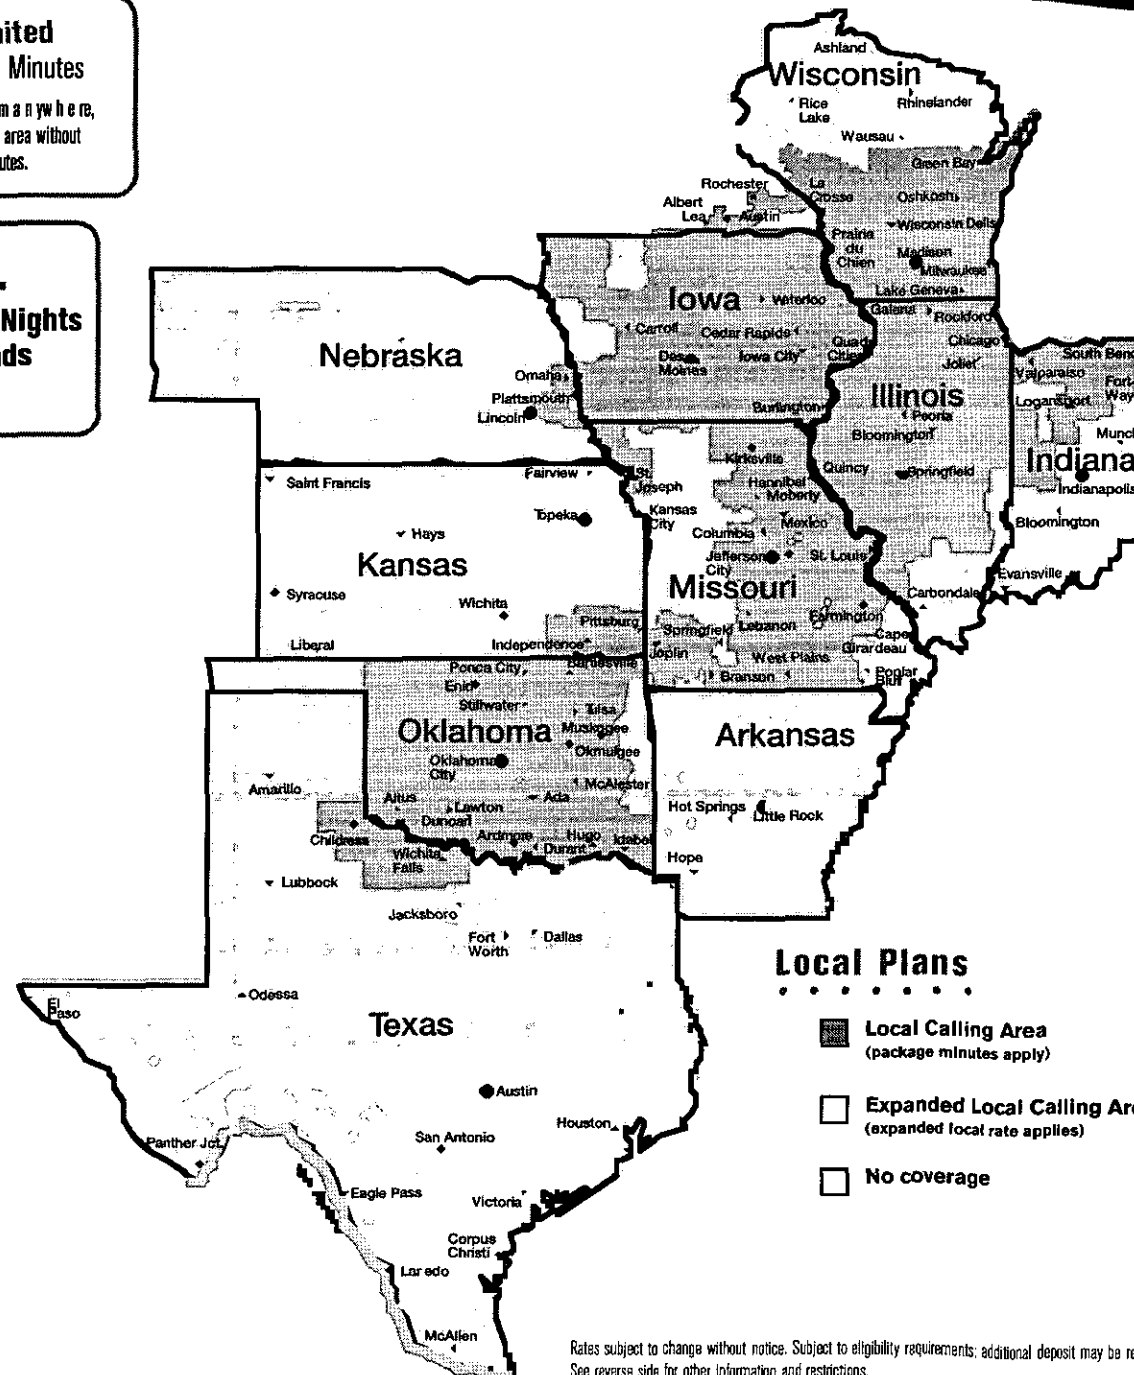 ited
Minutes
manywhere,
area without
utes.
Nights
ds
Ashland
Wisconsin
Rice
Lake
Rhinelander
Wausau
Green Bay
Rochester
La
Crosse
Oshkosh
Albert
Lea
Austin
Wisconsin Dells
Prairie
du
Chien
Madison
Milwaukee
Lake Geneva
Iowa
Waterloo
Galena
Rockford
Carroll
Cedar Rapids
Quad
Cities
Chicago
Des
Moines
Iowa City
Joliet
South Bend
Valparaiso
Nebraska
Omaha
Plattsmouth
Lincoln
Burlington
Illinois
Peoria
Bloomington
Logansport
Fort
Way
Munc
Indiana
Indianapolis
Bloomington
Evansville
Kirksville
Quincy
Springfield
Hannibal
Moberly
Saint Francis
Fairview
St.
Joseph
Topeka
Kansas
City
Mexico
Columbia
Hays
Kansas
Jefferson
City
St. Louis
Missouri
Carbondale
Syracuse
Wichita
Pittsburg
Farmington
Springfield
Lebanon
Cape
Girardeau
Liberal
Independence
Joplin
West Plains
Ponca City
Bartlesville
Branson
Poplar
Bluff
Enid
Stillwater
Tulsa
Oklahoma
Muskogee
Okmulgee
Arkansas
Oklahoma
City
McAlester
Amarillo
Altus
Lawton
Ada
Hot Springs
Little Rock
Duncan
Childress
Ardmore
Hugo
Idabel
Durant
Wichita
Falls
Hope
Lubbock
Jacksboro
Fort
Worth
Dallas
Odessa
El
Paso
Texas
Austin
Houston
San Antonio
Panther Jct.
Eagle Pass
Victoria
Corpus
Christi
Laredo
McAllen
Local Plans
Local Calling Area
(package minutes apply)
Expanded Local Calling Are
(expanded local rate applies)
No coverage
Rates subject to change without notice. Subject to eligibility requirements; additional deposit may be re
See reverse side for other information and restrictions.